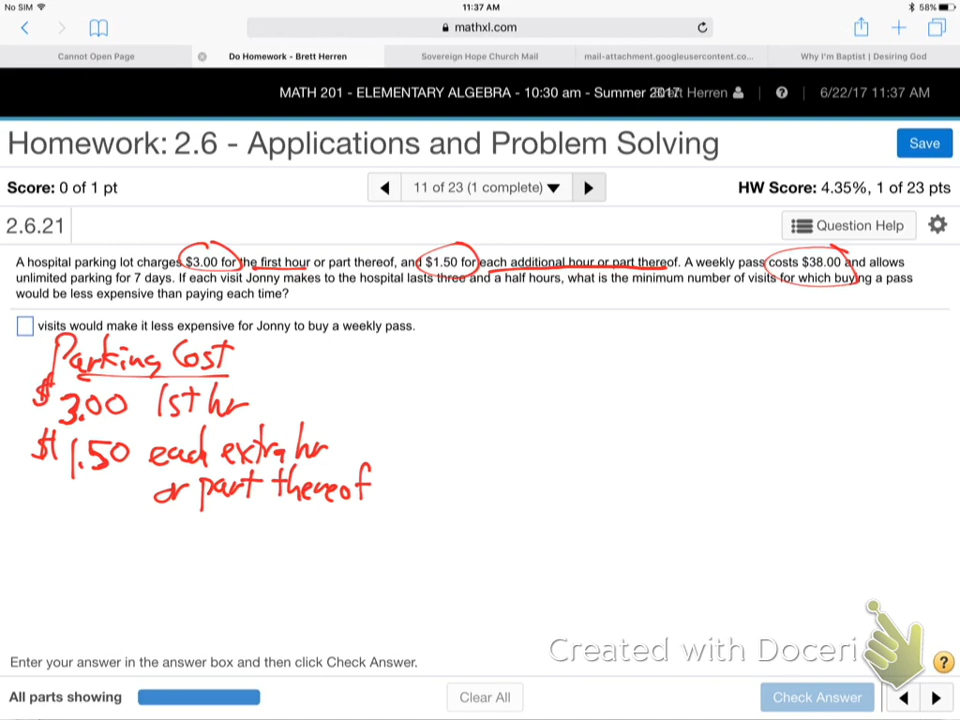 No SIM 11:37 AM 58%
mathxl.com
Cannot Open Page Do Homework - Brett Herren Sovereign Hope Church Mail mail-attachment.googleusercontent.co... Why I'm Baptist | Desiring God
MATH 201 - ELEMENTARY ALGEBRA - 10:30 am - Summer 2017 Herren 6/22/17 11:37 AM
Homework: 2.6 - Applications and Problem Solving Save
Score: 0 of 1 pt 11 of 23 (1 complete) HW Score: 4.35%, 1 of 23 pts
2.6.21 Question Help
A hospital parking lot charges $3.00 for the first hour or part thereof, and $1.50 for each additional hour or part thereof. A weekly pass costs $38.00 and allows
unlimited parking for 7 days. If each visit Jonny makes to the hospital lasts three and a half hours, what is the minimum number of visits for which buying a pass
would be less expensive than paying each time?
visits would make it less expensive for Jonny to buy a weekly pass.
Parking Cost
$3.00 1st hr
$1.50 each extra hr
or part thereof
Created with Doceri
Enter your answer in the answer box and then click Check Answer. ?
All parts showing Clear All Check Answer